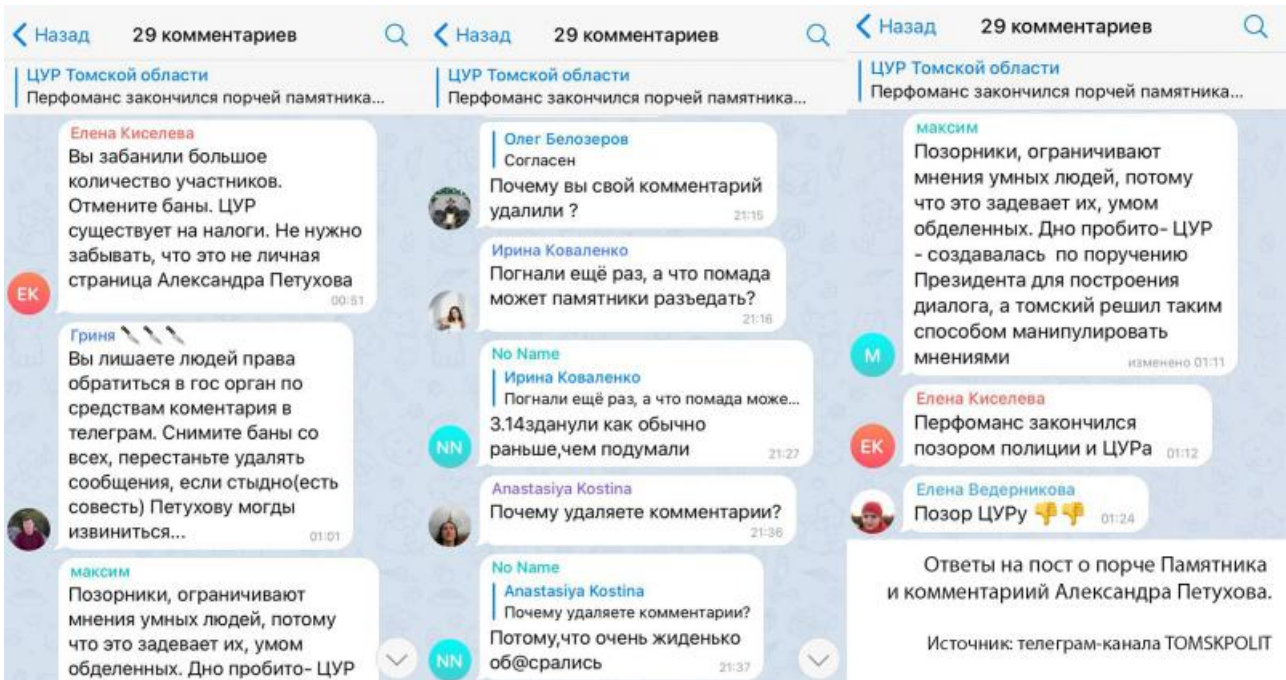 Назад
29 комментариев
ЦУР Томской области
Перфоманс закончился порчей памятника...
Елена Киселева
Вы забанили большое
количество участников.
Отмените баны. ЦУР
существует на налоги. Не нужно
забывать, что это не личная
страница Александра Петухова
00:51
ЕК
Гриня
Вы лишаете людей права
обратиться в гос орган по
средствам коментария в
телеграм. Снимите баны со
всех, перестаньте удалять
сообщения, если стыдно(есть
совесть) Петухову могды
извиниться...
01:01
максим
Позорники, ограничивают
мнения умных людей, потому
что это задевает их, умом
обделенных. Дно пробито- ЦУР
Назад
29 комментариев
ЦУР Томской области
Перфоманс закончился порчей памятника...
Олег Белозеров
Согласен
Почему вы свой комментарий
удалили ?
21:15
Ирина Коваленко
Погнали ещё раз, а что помада
может памятники разъедать?
21:16
No Name
Ирина Коваленко
Погнали ещё раз, а что помада може...
3.14зданули как обычно
раньше,чем подумали
21:27
NN
Anastasiya Kostina
Почему удаляете комментарии?
21:36
No Name
Anastasiya Kostina
Почему удаляете комментарии?
Потому,что очень жиденько
об@срались
21:37
NN
Назад
29 комментариев
ЦУР Томской области
Перфоманс закончился порчей памятника...
максим
Позорники, ограничивают
мнения умных людей, потому
что это задевает их, умом
обделенных. Дно пробито- ЦУР
- создавалась по поручению
Президента для построения
диалога, а томский решил таким
способом манипулировать
мнениями
изменено 01:11
М
Елена Киселева
Перфоманс закончился
позором полиции и ЦУРа
01:12
ЕК
Елена Ведерникова
Позор ЦУРу 👎👎
01:24
Ответы на пост о порче Памятника
и комментариий Александра Петухова.
Источник: телеграм-канала TOMSKPOLIT